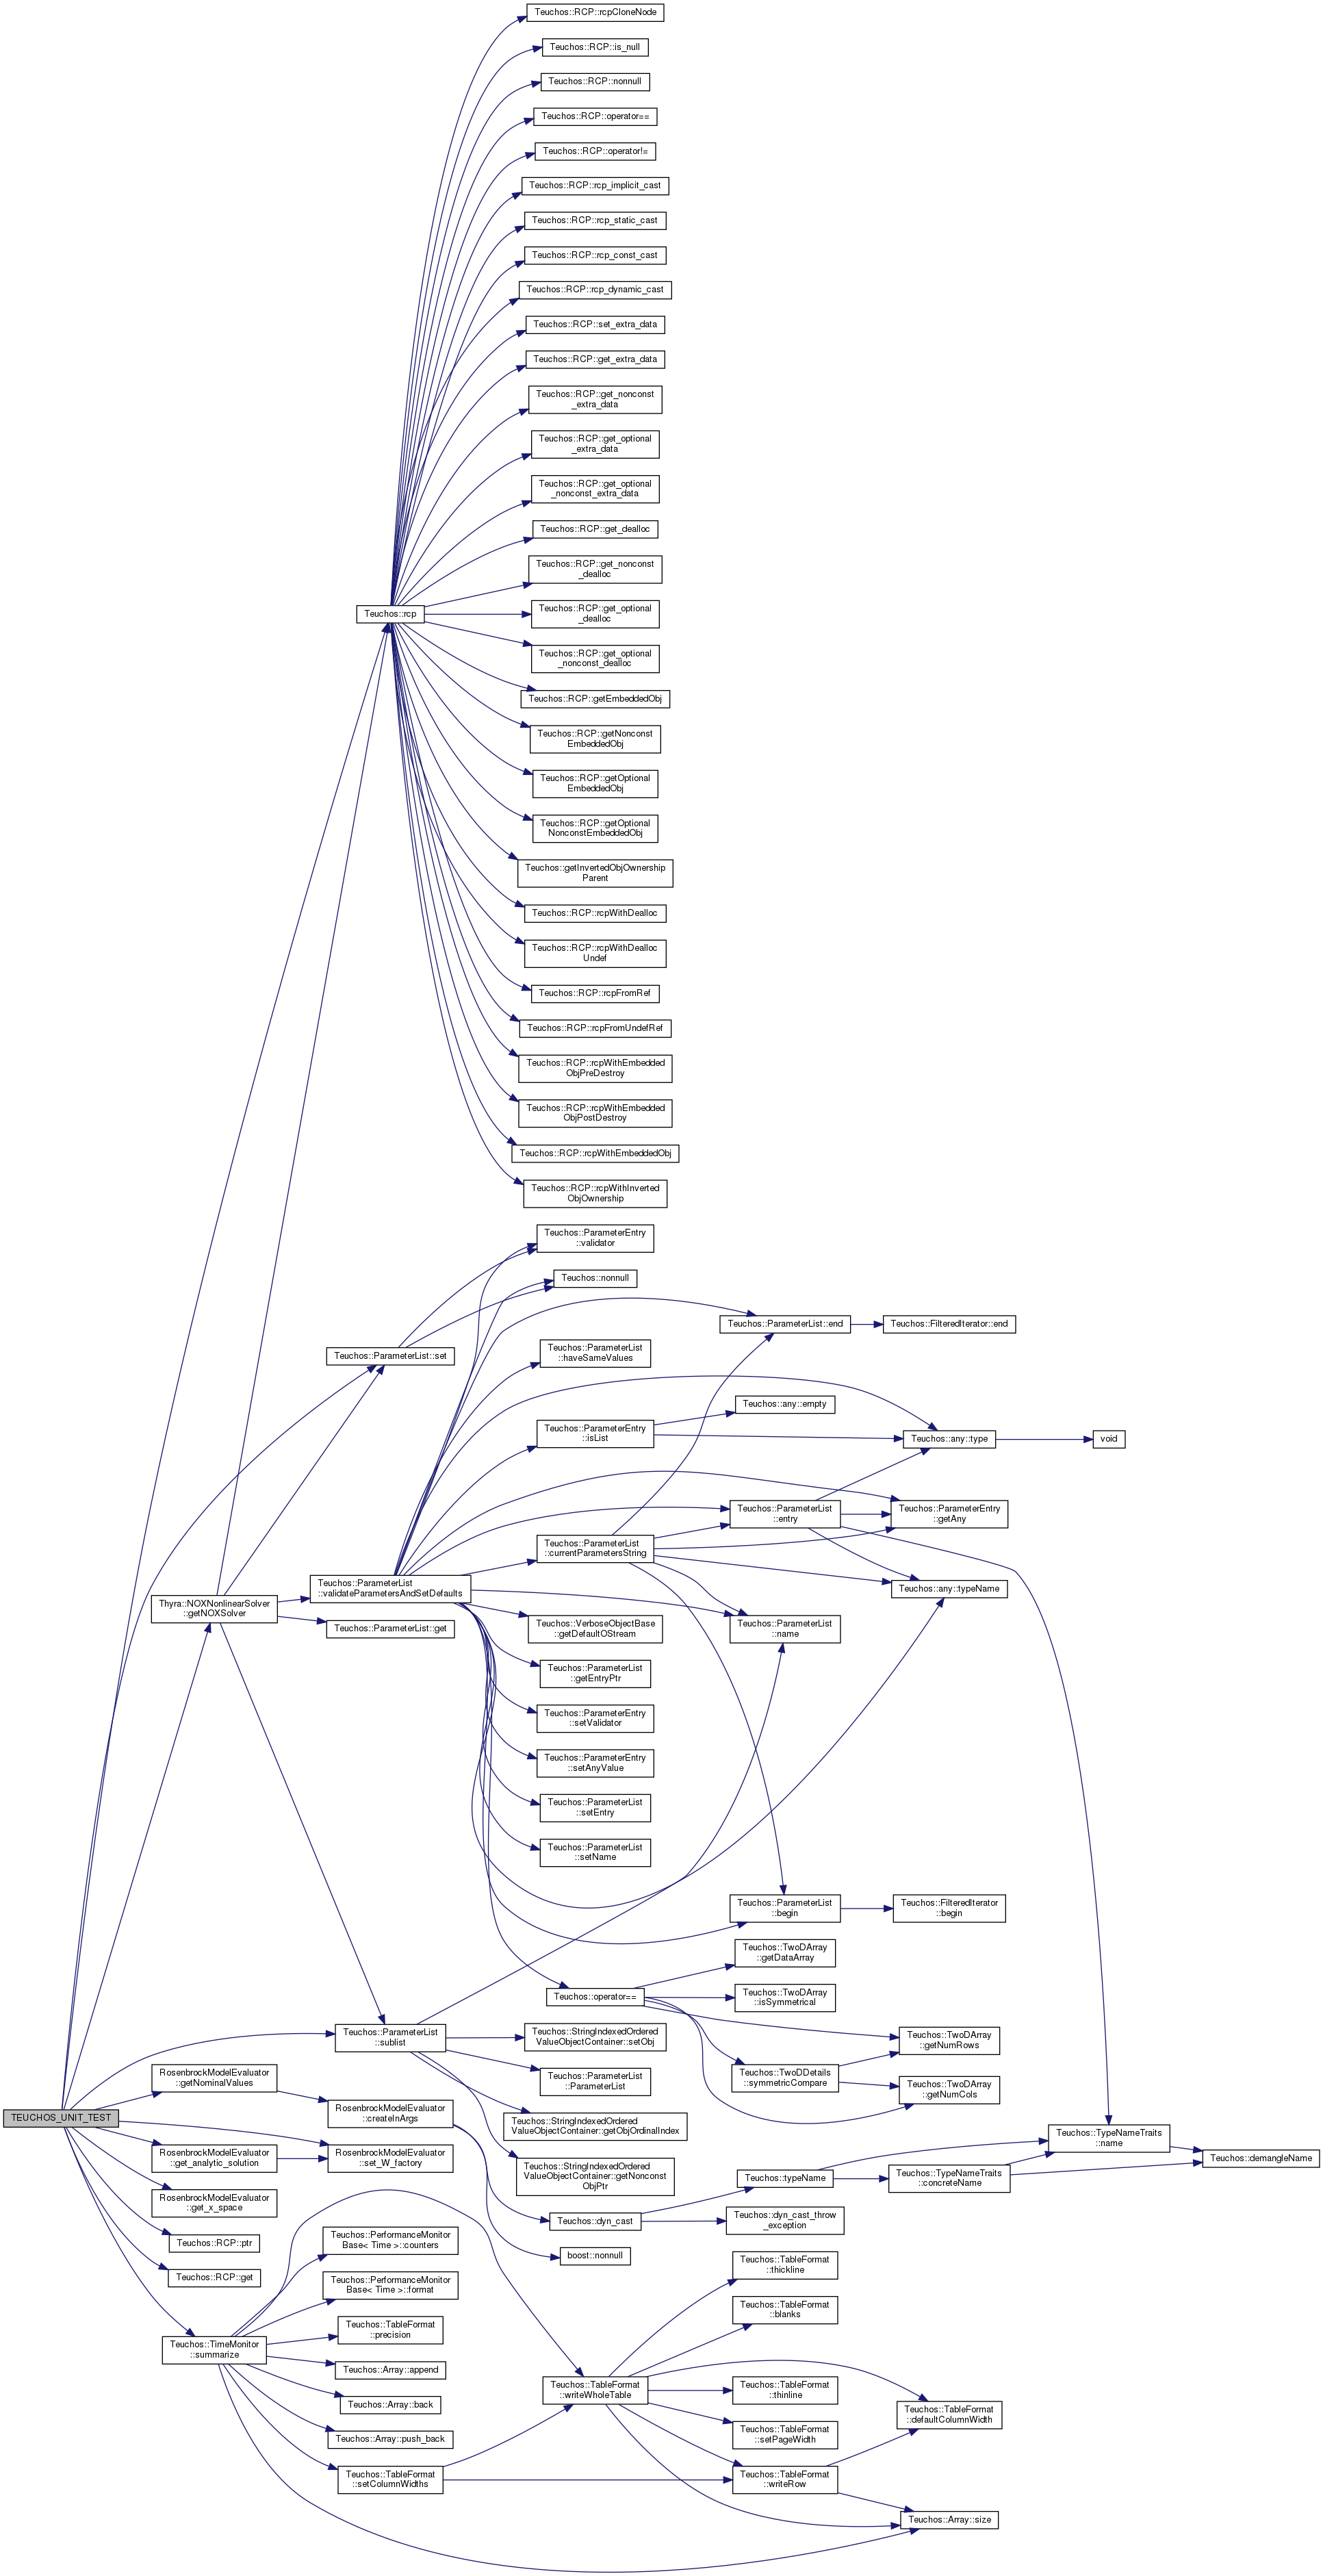 Teuchos::RCP::rcpCloneNode
Teuchos::RCP::is_null
Teuchos::RCP::nonnull
Teuchos::RCP::operator==
Teuchos::RCP::operator!=
Teuchos::RCP::rcp_implicit_cast
Teuchos::RCP::rcp_static_cast
Teuchos::RCP::rcp_const_cast
Teuchos::RCP::rcp_dynamic_cast
Teuchos::RCP::set_extra_data
Teuchos::RCP::get_extra_data
Teuchos::RCP::get_nonconst
_extra_data
Teuchos::RCP::get_optional
_extra_data
Teuchos::RCP::get_optional
_nonconst_extra_data
Teuchos::RCP::get_dealloc
Teuchos::RCP::get_nonconst
_dealloc
Teuchos::rcp
Teuchos::RCP::get_optional
_dealloc
Teuchos::RCP::get_optional
_nonconst_dealloc
Teuchos::RCP::getEmbeddedObj
Teuchos::RCP::getNonconst
EmbeddedObj
Teuchos::RCP::getOptional
EmbeddedObj
Teuchos::RCP::getOptional
NonconstEmbeddedObj
Teuchos::getInvertedObjOwnership
Parent
Teuchos::RCP::rcpWithDealloc
Teuchos::RCP::rcpWithDealloc
Undef
Teuchos::RCP::rcpFromRef
Teuchos::RCP::rcpFromUndefRef
Teuchos::RCP::rcpWithEmbedded
ObjPreDestroy
Teuchos::RCP::rcpWithEmbedded
ObjPostDestroy
Teuchos::RCP::rcpWithEmbeddedObj
Teuchos::RCP::rcpWithInverted
ObjOwnership
Teuchos::ParameterEntry
::validator
Teuchos::nonnull
Teuchos::ParameterList::end
Teuchos::FilteredIterator::end
Teuchos::ParameterList::set
Teuchos::ParameterList
::haveSameValues
Teuchos::any::empty
Teuchos::ParameterEntry
::isList
Teuchos::any::type
void
Teuchos::ParameterList
::entry
Teuchos::ParameterEntry
::getAny
Teuchos::ParameterList
::currentParametersString
Teuchos::any::typeName
Teuchos::ParameterList
::validateParametersAndSetDefaults
Thyra::NOXNonlinearSolver
::getNOXSolver
Teuchos::ParameterList::get
Teuchos::VerboseObjectBase
::getDefaultOStream
Teuchos::ParameterList
::name
Teuchos::ParameterList
::getEntryPtr
Teuchos::ParameterEntry
::setValidator
Teuchos::ParameterEntry
::setAnyValue
Teuchos::ParameterList
::setEntry
Teuchos::ParameterList
::setName
Teuchos::ParameterList
::begin
Teuchos::FilteredIterator
::begin
Teuchos::TwoDArray
::getDataArray
Teuchos::operator==
Teuchos::TwoDArray
::isSymmetrical
Teuchos::ParameterList
::sublist
Teuchos::StringIndexedOrdered
ValueObjectContainer::setObj
Teuchos::TwoDArray
::getNumRows
Teuchos::ParameterList
::ParameterList
Teuchos::TwoDDetails
::symmetricCompare
Teuchos::TwoDArray
::getNumCols
RosenbrockModelEvaluator
::getNominalValues
TEUCHOS_UNIT_TEST
RosenbrockModelEvaluator
::createInArgs
Teuchos::StringIndexedOrdered
ValueObjectContainer::getObjOrdinalIndex
Teuchos::TypeNameTraits
::name
RosenbrockModelEvaluator
::get_analytic_solution
RosenbrockModelEvaluator
::set_W_factory
Teuchos::demangleName
Teuchos::StringIndexedOrdered
ValueObjectContainer::getNonconst
ObjPtr
Teuchos::typeName
Teuchos::TypeNameTraits
::concreteName
RosenbrockModelEvaluator
::get_x_space
Teuchos::dyn_cast
Teuchos::dyn_cast_throw
_exception
Teuchos::RCP::ptr
boost::nonnull
Teuchos::PerformanceMonitor
Base< Time >::counters
Teuchos::RCP::get
Teuchos::PerformanceMonitor
Base< Time >::format
Teuchos::TableFormat
::thickline
Teuchos::TableFormat
::blanks
Teuchos::TableFormat
::precision
Teuchos::TimeMonitor
::summarize
Teuchos::Array::append
Teuchos::TableFormat
::writeWholeTable
Teuchos::TableFormat
::thinline
Teuchos::Array::back
Teuchos::TableFormat
::defaultColumnWidth
Teuchos::Array::push_back
Teuchos::TableFormat
::setPageWidth
Teuchos::TableFormat
::setColumnWidths
Teuchos::TableFormat
::writeRow
Teuchos::Array::size